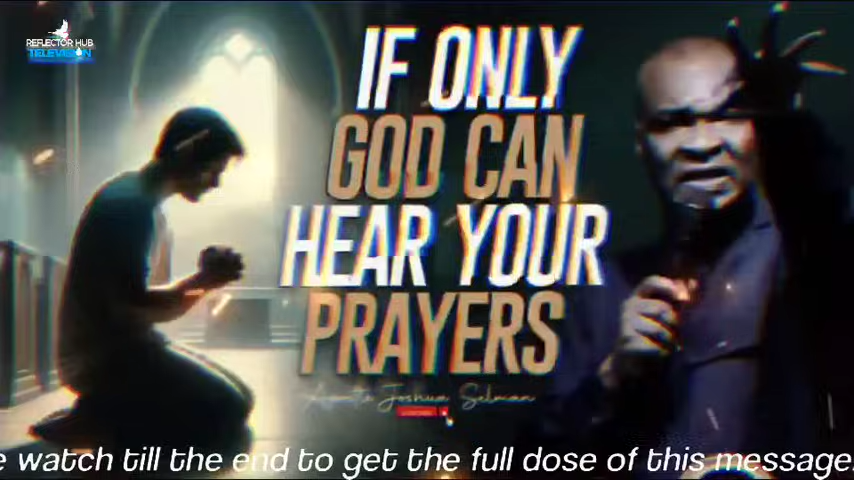 REFLECTOR HUB
TELEVISION
IF ONLY
GOD CAN
HEAR YOUR
PRAYERS
Apostle Joshua Selman
e watch till the end to get the full dose of this message.